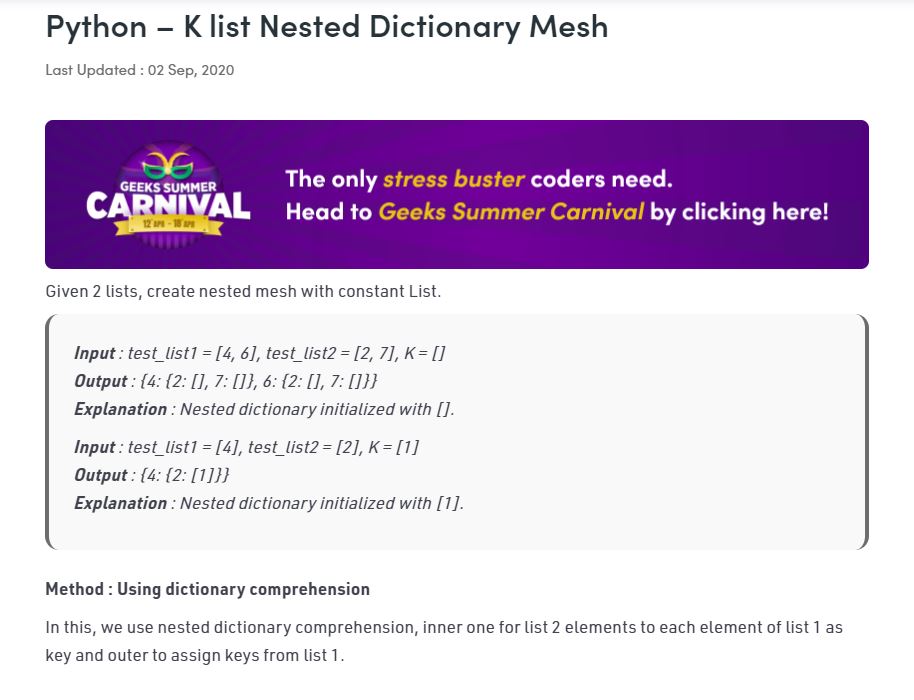 Python – K list Nested Dictionary Mesh
Last Updated : 02 Sep, 2020
GEEKS SUMMER
CARNIVAL
12 APR - 18 APR
The only stress buster coders need.
Head to Geeks Summer Carnival by clicking here!
Given 2 lists, create nested mesh with constant List.
Input : test_list1 = [4, 6], test_list2 = [2, 7], K = []
Output : {4: {2: [], 7: []}, 6: {2: [], 7: []}}
Explanation : Nested dictionary initialized with [].
Input : test_list1 = [4], test_list2 = [2], K = [1]
Output : {4: {2: [1]}}
Explanation : Nested dictionary initialized with [1].
Method : Using dictionary comprehension
In this, we use nested dictionary comprehension, inner one for list 2 elements to each element of list 1 as
key and outer to assign keys from list 1.